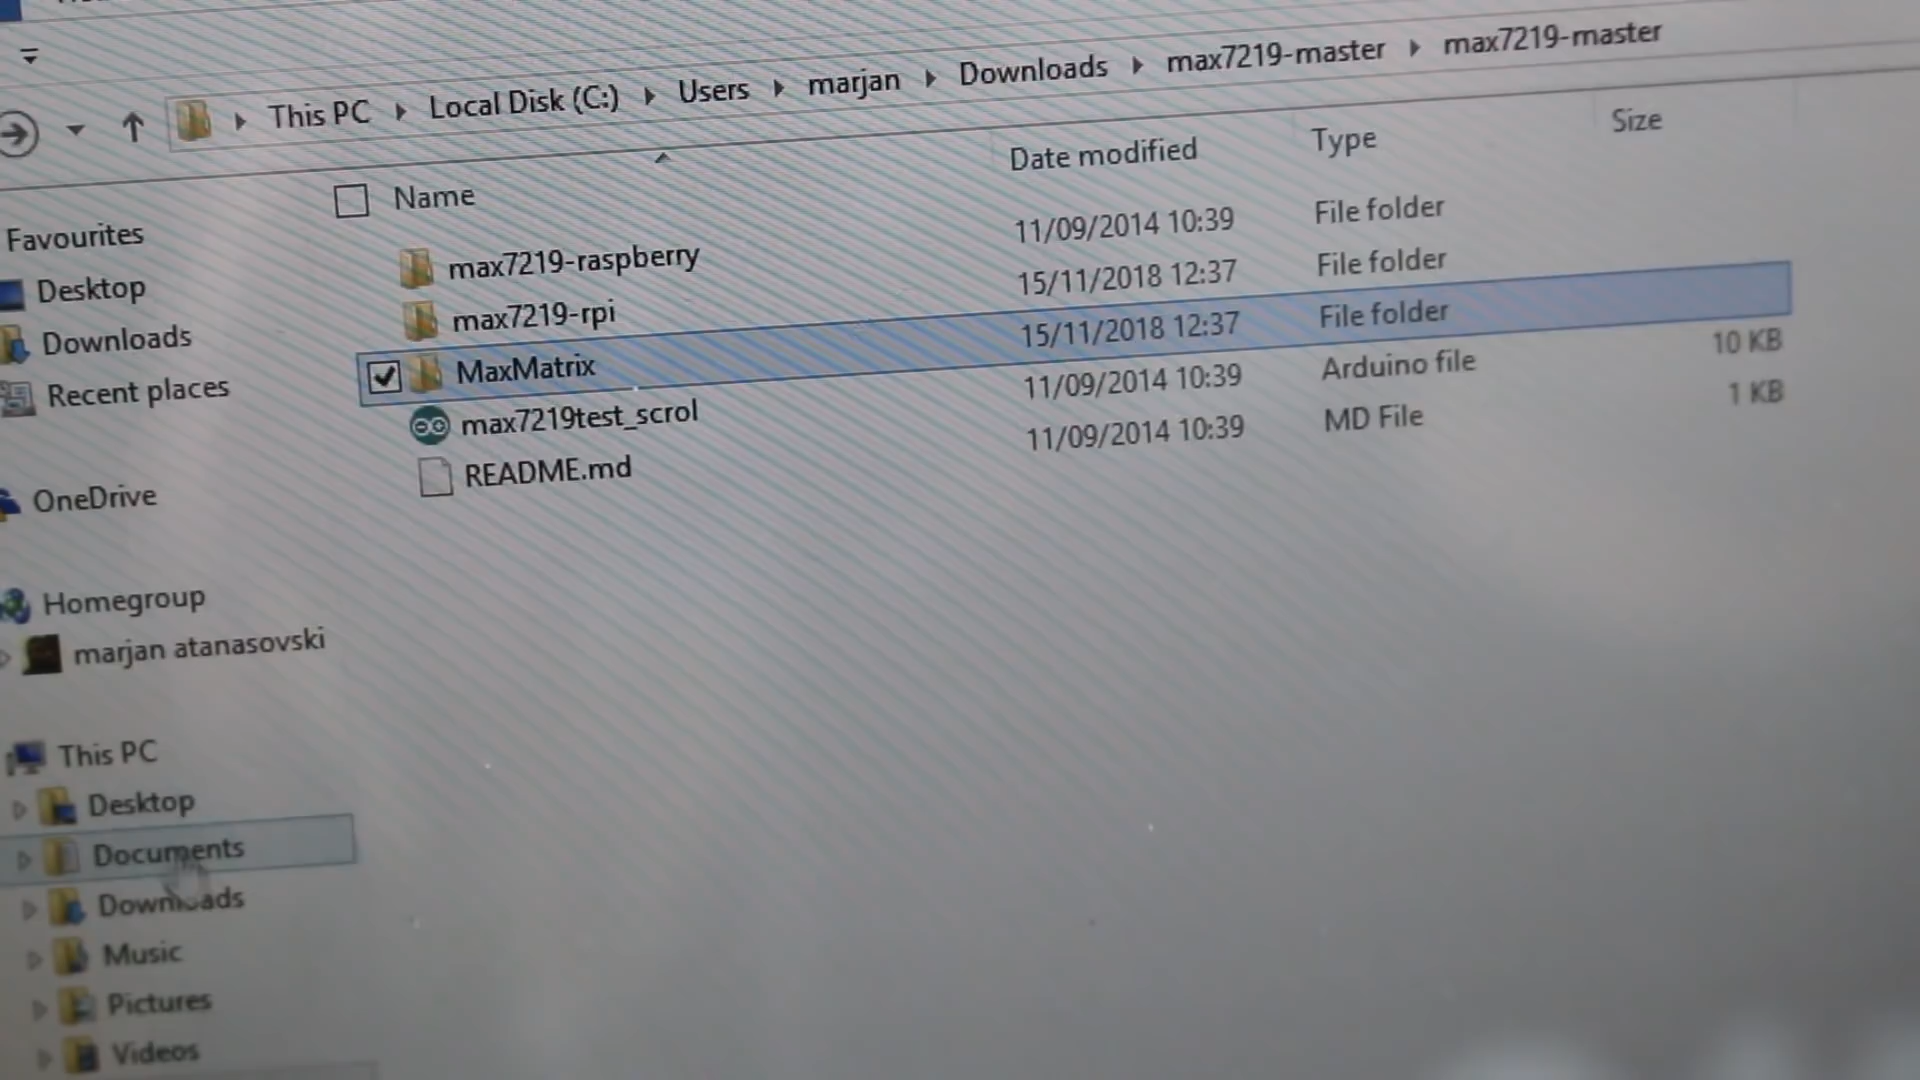 This PC Local Disk (C:) Users marjan Downloads max7219-master max7219-master
Name Date modified Type Size
max7219-raspberry 11/09/2014 10:39 File folder
max7219-rpi 15/11/2018 12:37 File folder
MaxMatrix 15/11/2018 12:37 File folder
max7219test_scrol 11/09/2014 10:39 Arduino file 10 KB
README.md 11/09/2014 10:39 MD File 1 KB
Favourites
Desktop
Downloads
Recent places
OneDrive
Homegroup
marjan atanasovski
This PC
Desktop
Documents
Downloads
Music
Pictures
Videos